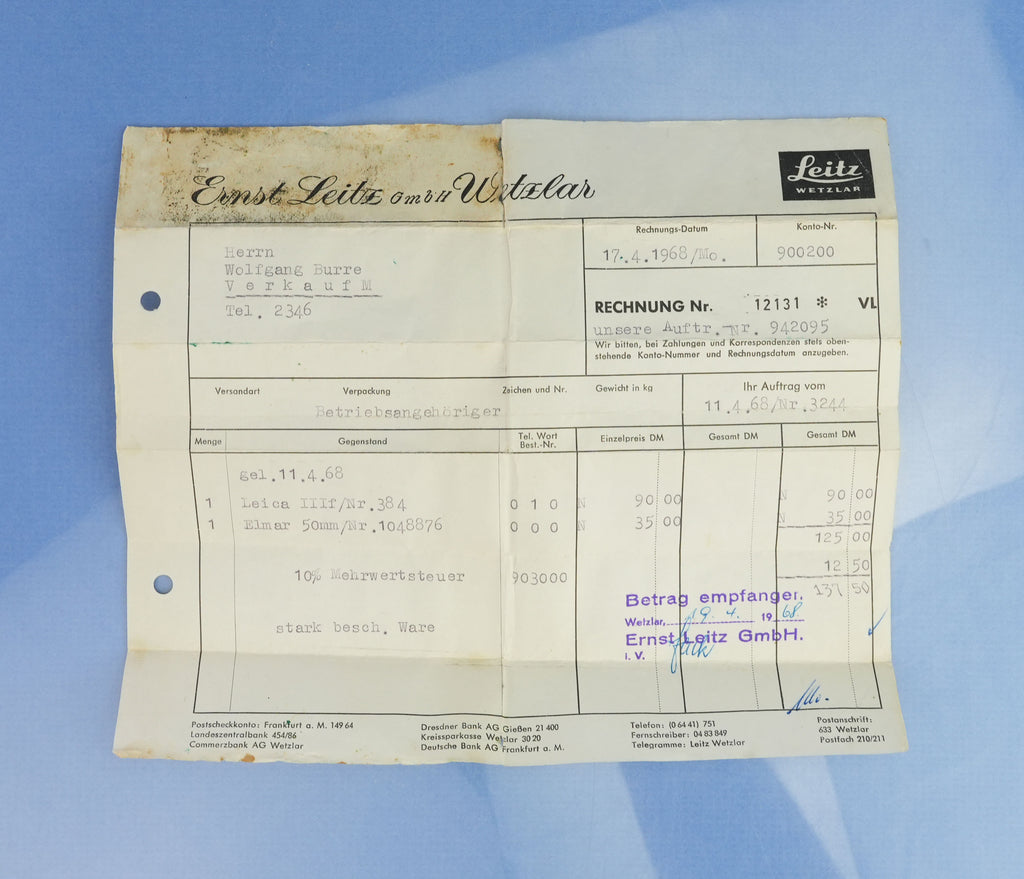 Ernst Leitz GmbH Wetzlar
Leitz
WETZLAR
Herrn
Wolfgang Burre
Verkauf M
Tel. 2346
Rechnungs-Datum
17.4.1968/Mo.
Konto-Nr.
900200
RECHNUNG Nr. 12131 * VL
unsere Auftr.-Nr. 942095
Wir bitten, bei Zahlungen und Korrespondenzen stets oben-
stehende Konto-Nummer und Rechnungsdatum anzugeben.
Versandart Verpackung Zeichen und Nr. Gewicht in kg
Betriebsangehöriger
Ihr Auftrag vom
11.4.68/Nr.3244
Menge Gegenstand Tel. Wort Best.-Nr. Einzelpreis DM Gesamt DM Gesamt DM
gel.11.4.68
1 Leica IIIf/Nr.384 0 1 0 N 90 00 N 90 00
1 Elmar 50mm/Nr.1048876 0 0 0 N 35 00 N 35 00
125 00
12 50
10% Mehrwertsteuer 903000 137 50
stark besch. Ware
Betrag empfangen.
Wetzlar, 19. 4. 1968
Ernst Leitz GmbH.
i. V.
Mo.
Postscheckkonto: Frankfurt a. M. 149 64
Landeszentralbank 454/86
Commerzbank AG Wetzlar
Dresdner Bank AG Gießen 21 400
Kreissparkasse Wetzlar 30 20
Deutsche Bank AG Frankfurt a. M.
Telefon: (0 64 41) 751
Fernschreiber: 04 83 849
Telegramme: Leitz Wetzlar
Postanschrift:
633 Wetzlar
Postfach 210/211